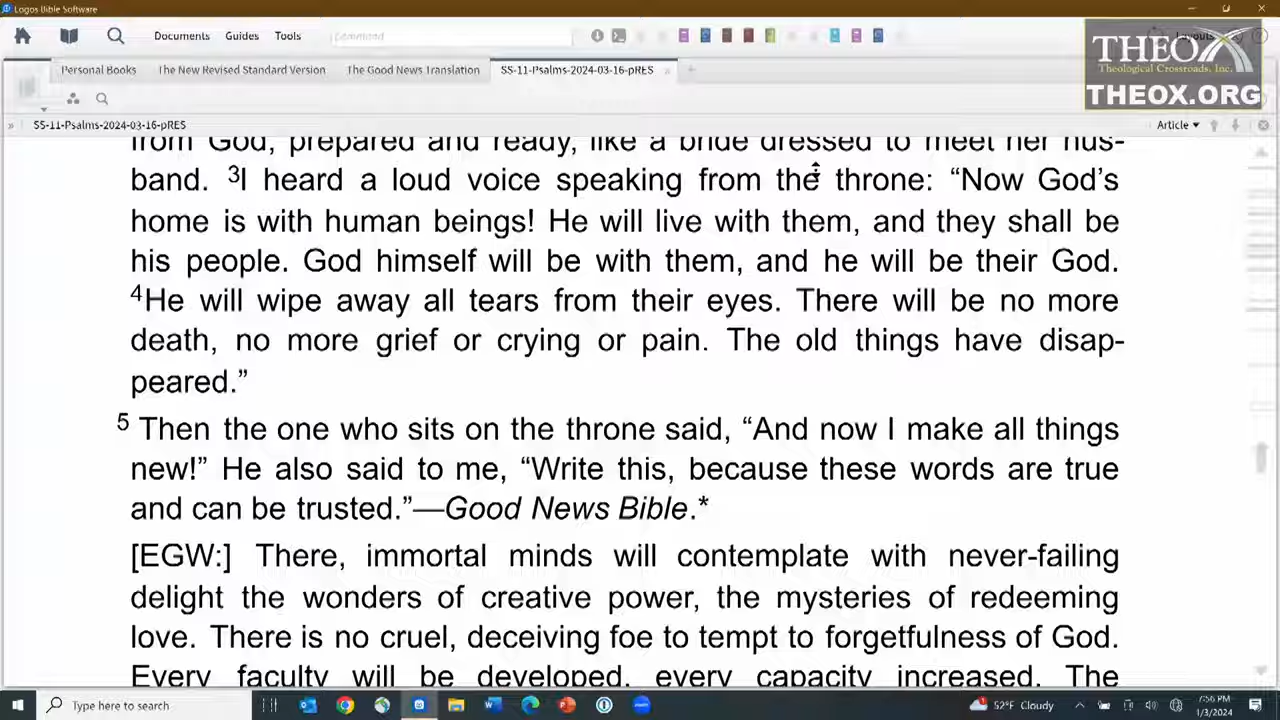 Logos Bible Software
Documents Guides Tools Command Layouts
THEOX
Theological Crossroads, Inc.
THEOX.ORG
Personal Books The New Revised Standard Version The Good News SS-11-Psalms-2024-03-16-pRES
SS-11-Psalms-2024-03-16-pRES Article
from God, prepared and ready, like a bride dressed to meet her hus-
band. 3I heard a loud voice speaking from the throne: “Now God’s
home is with human beings! He will live with them, and they shall be
his people. God himself will be with them, and he will be their God.
4He will wipe away all tears from their eyes. There will be no more
death, no more grief or crying or pain. The old things have disap-
peared.”
5 Then the one who sits on the throne said, “And now I make all things
new!” He also said to me, “Write this, because these words are true
and can be trusted.”—Good News Bible.*
[EGW:] There, immortal minds will contemplate with never-failing
delight the wonders of creative power, the mysteries of redeeming
love. There is no cruel, deceiving foe to tempt to forgetfulness of God.
Every faculty will be developed, every capacity increased. The
Type here to search 52°F Cloudy 7:56 PM
1/3/2024